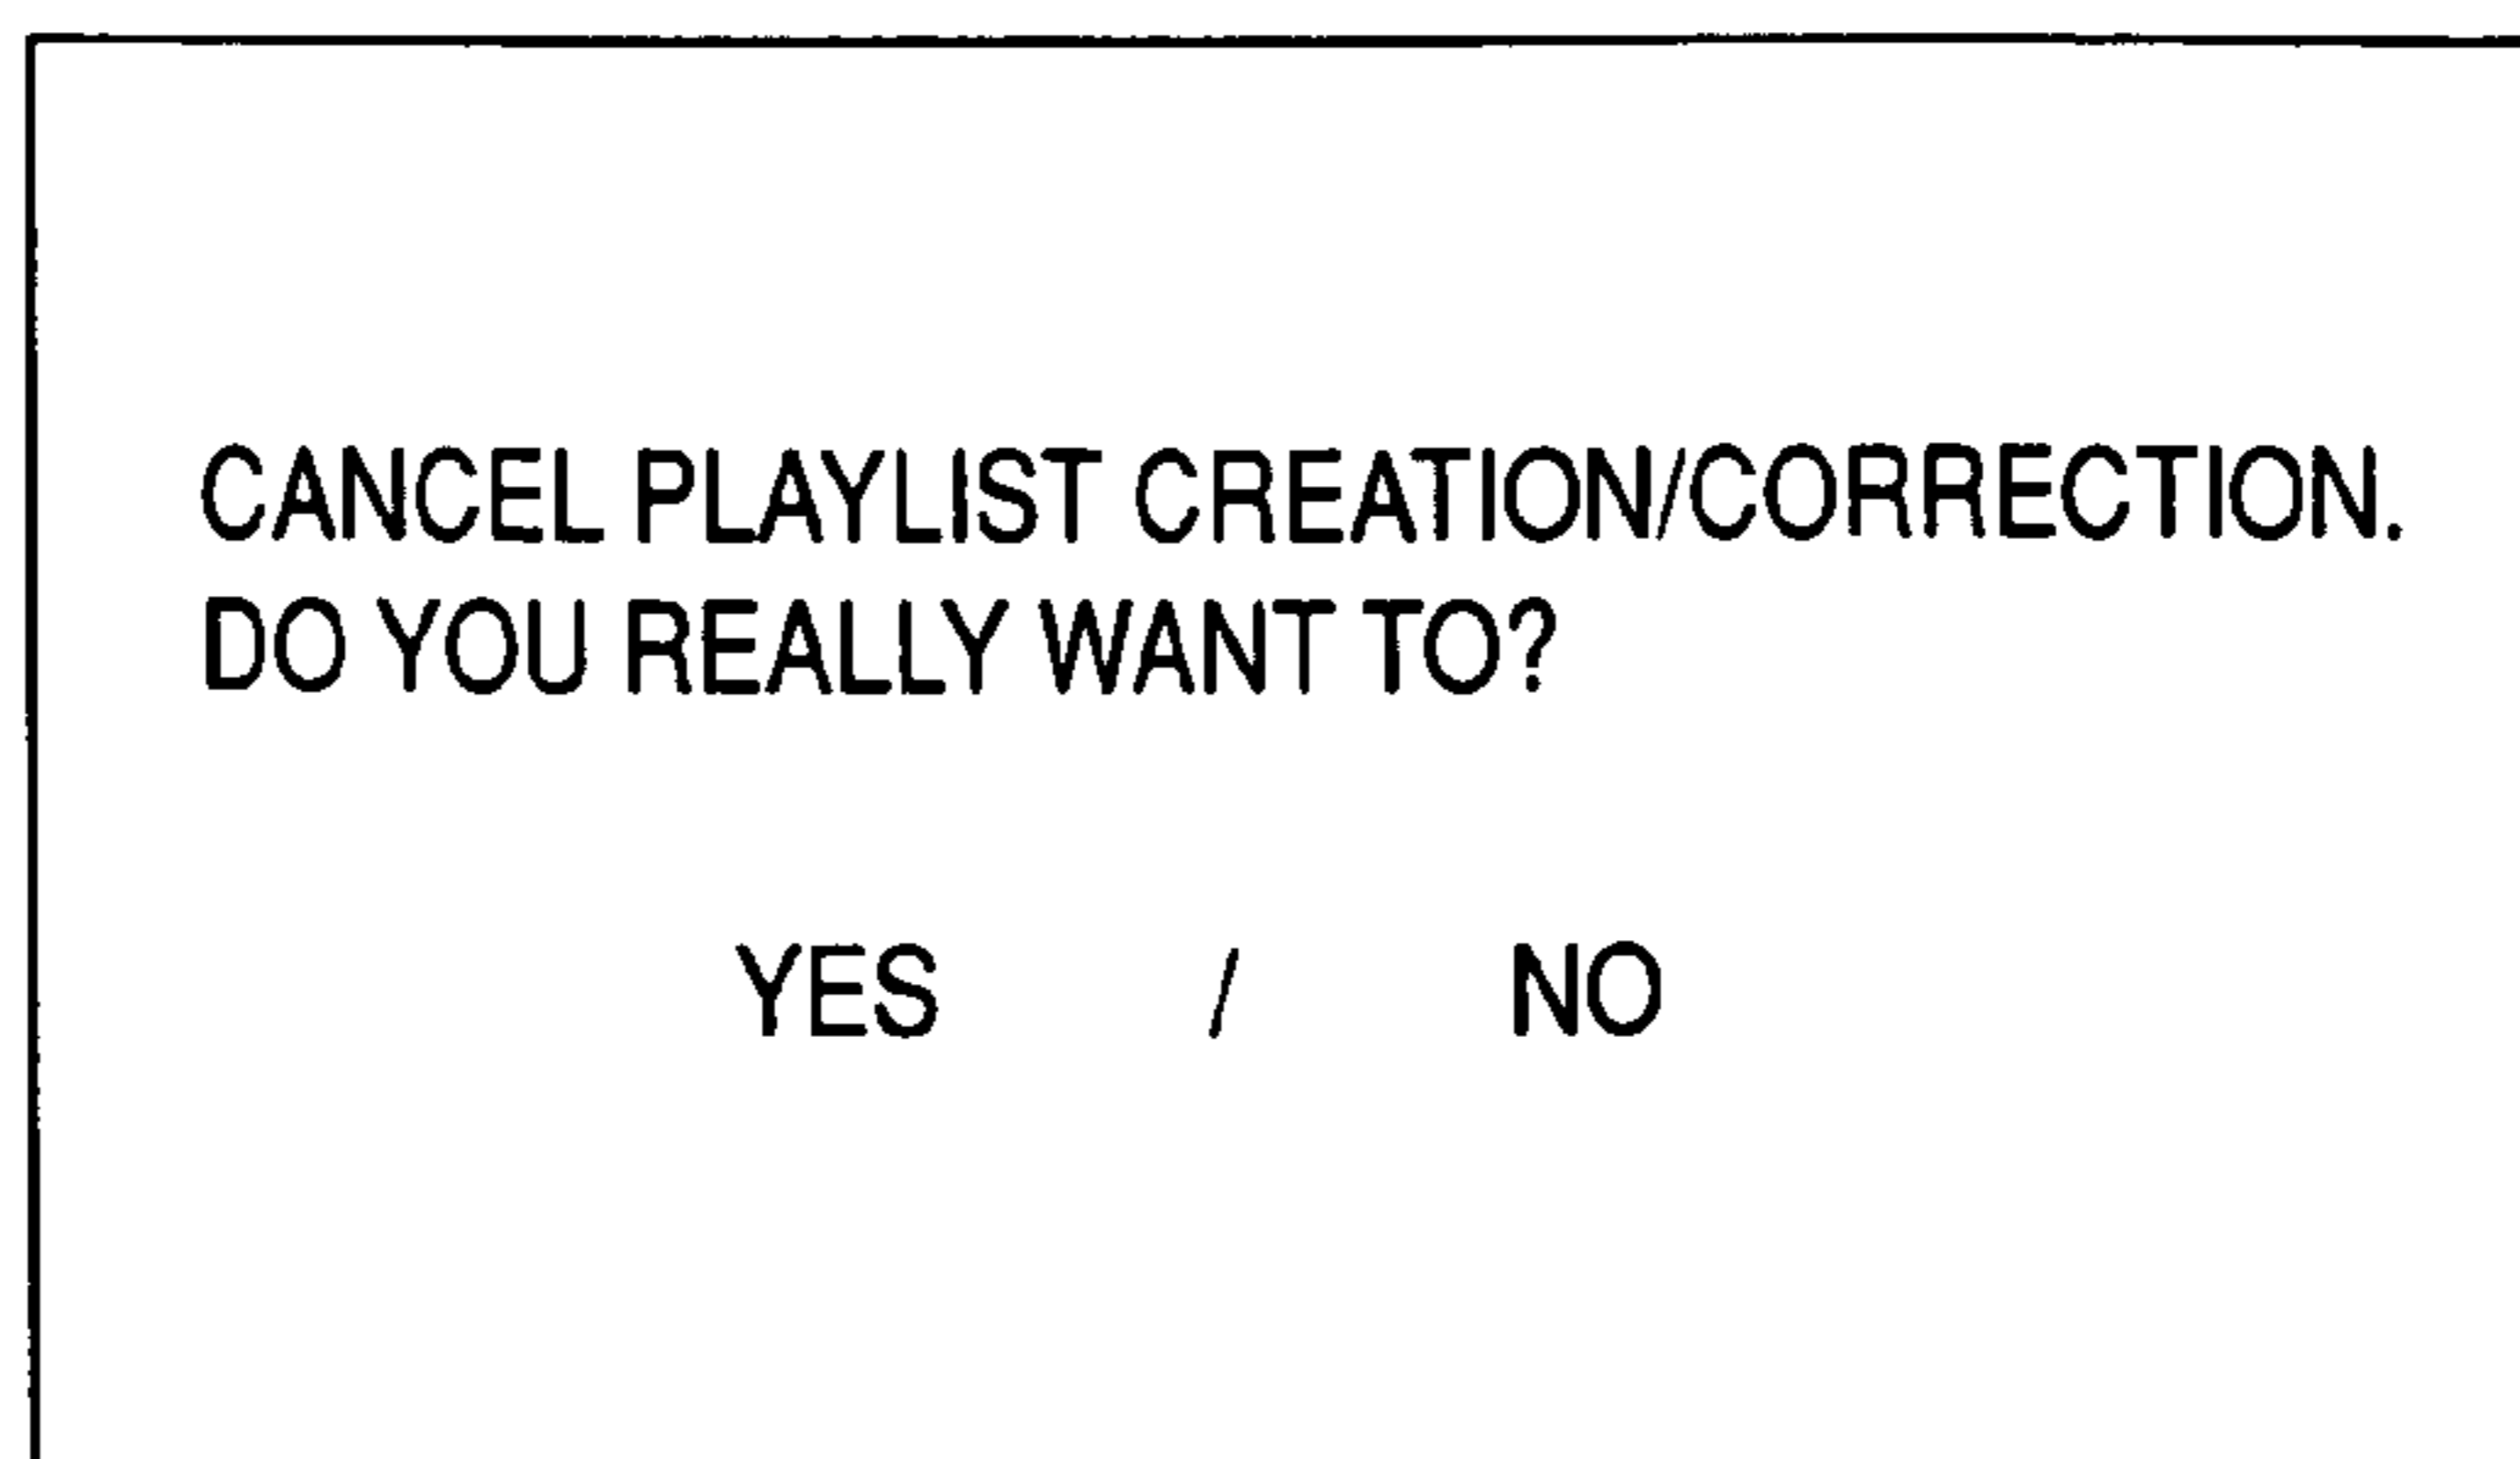 CANCEL PLAYLIST CREATION/CORRECTION.
DO YOU REALLY WANT TO?
YES / NO